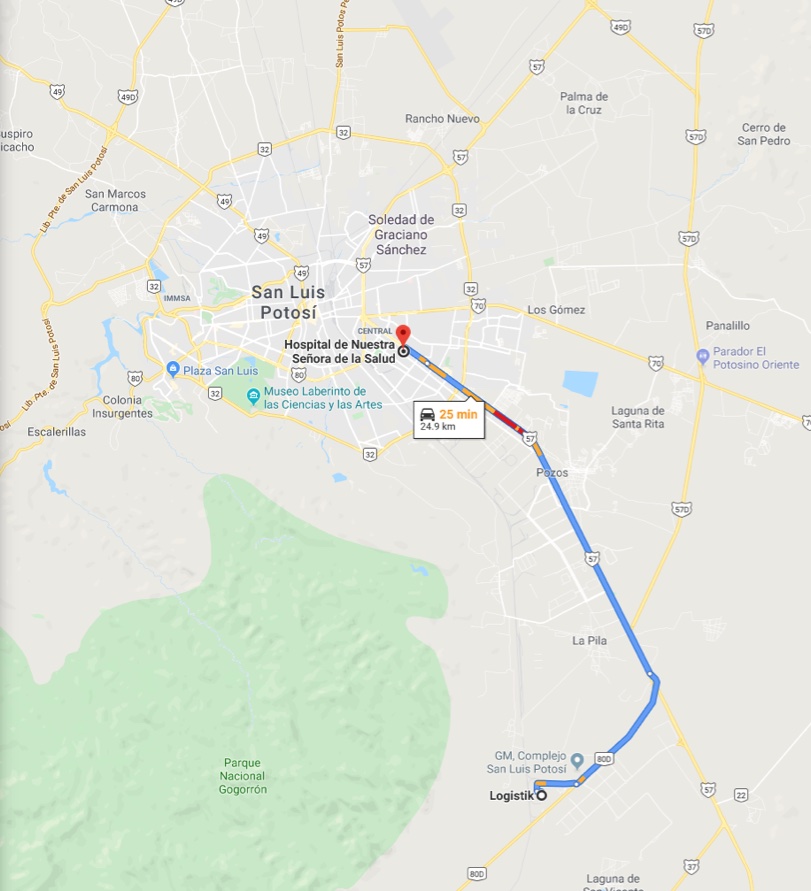 49D
San Luis Potosí
49D
57D
57
49
49D
Palma de
la Cruz
Rancho Nuevo
32
Cerro de
San Pedro
57D
32
57
San Marcos
Carmona
Lib. Pte. de San Luis Potosí
49
32
Soledad de
Graciano
Sánchez
49
57D
57
49
32
32
IMMSA
San Luis
Potosí
70
Los Gómez
Panalillo
CENTRAL
Hospital de Nuestra
Señora de la Salud
Parador El
Potosino Oriente
70
Plaza San Luis
80
80
Museo Laberinto de
las Ciencias y las Artes
32
Lib. Pte. de San Luis Potosí
Colonia
Insurgentes
25 min
24.9 km
Laguna de
Santa Rita
Escalerillas
57
32
Pozos
57D
57
La Pila
GM, Complejo
San Luis Potosí
80D
Parque
Nacional
Gogorrón
Logistik
57
22
80D
37
Laguna de